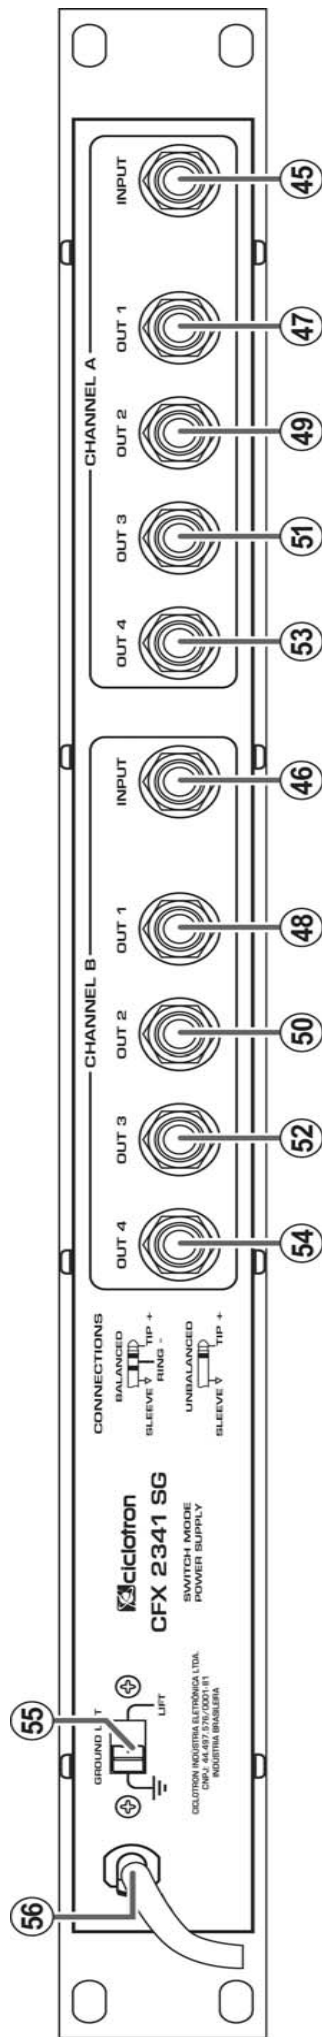 55
56
GROUND LIFT
LIFT
CICLOTRON INDÚSTRIA ELETRÔNICA LTDA.
CNPJ: 44.497.576/0001-81
INDÚSTRIA BRASILEIRA
ciclotron
CFX 2341 SG
SWITCH MODE
POWER SUPPLY
CONNECTIONS
BALANCED
SLEEVE
TIP +
RING -
UNBALANCED
SLEEVE
TIP +
CHANNEL B
OUT 4
OUT 3
OUT 2
OUT 1
INPUT
CHANNEL A
OUT 4
OUT 3
OUT 2
OUT 1
INPUT
54
52
50
48
46
53
51
49
47
45